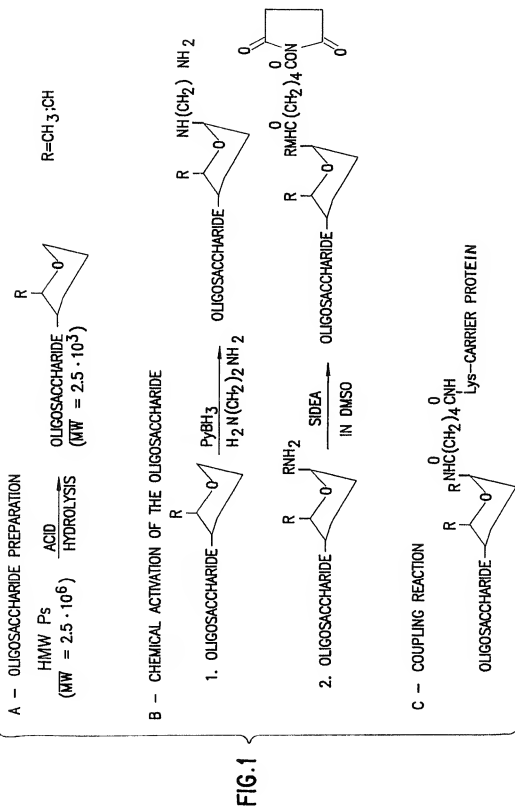 FIG.1
A – OLIGOSACCHARIDE PREPARATION
HMW Ps
(MW = 2.5 · 10⁶)
ACID
HYDROLYSIS
R
O
OLIGOSACCHARIDE
(MW = 2.5 · 10³)
R=CH₃;CH
B – CHEMICAL ACTIVATION OF THE OLIGOSACCHARIDE
R
O
1. OLIGOSACCHARIDE
PyBH₃
H₂N(CH₂)₂NH₂
NH(CH₂) NH₂
R
O
OLIGOSACCHARIDE
RNH₂
R
O
2. OLIGOSACCHARIDE
SIDEA
IN DMSO
O O
RMHC(CH₂)₄CON
O
O
R
O
OLIGOSACCHARIDE
C – COUPLING REACTION
O O
RNHC(CH₂)₄CNH
Lys–CARRIER PROTEIN
R
O
OLIGOSACCHARIDE